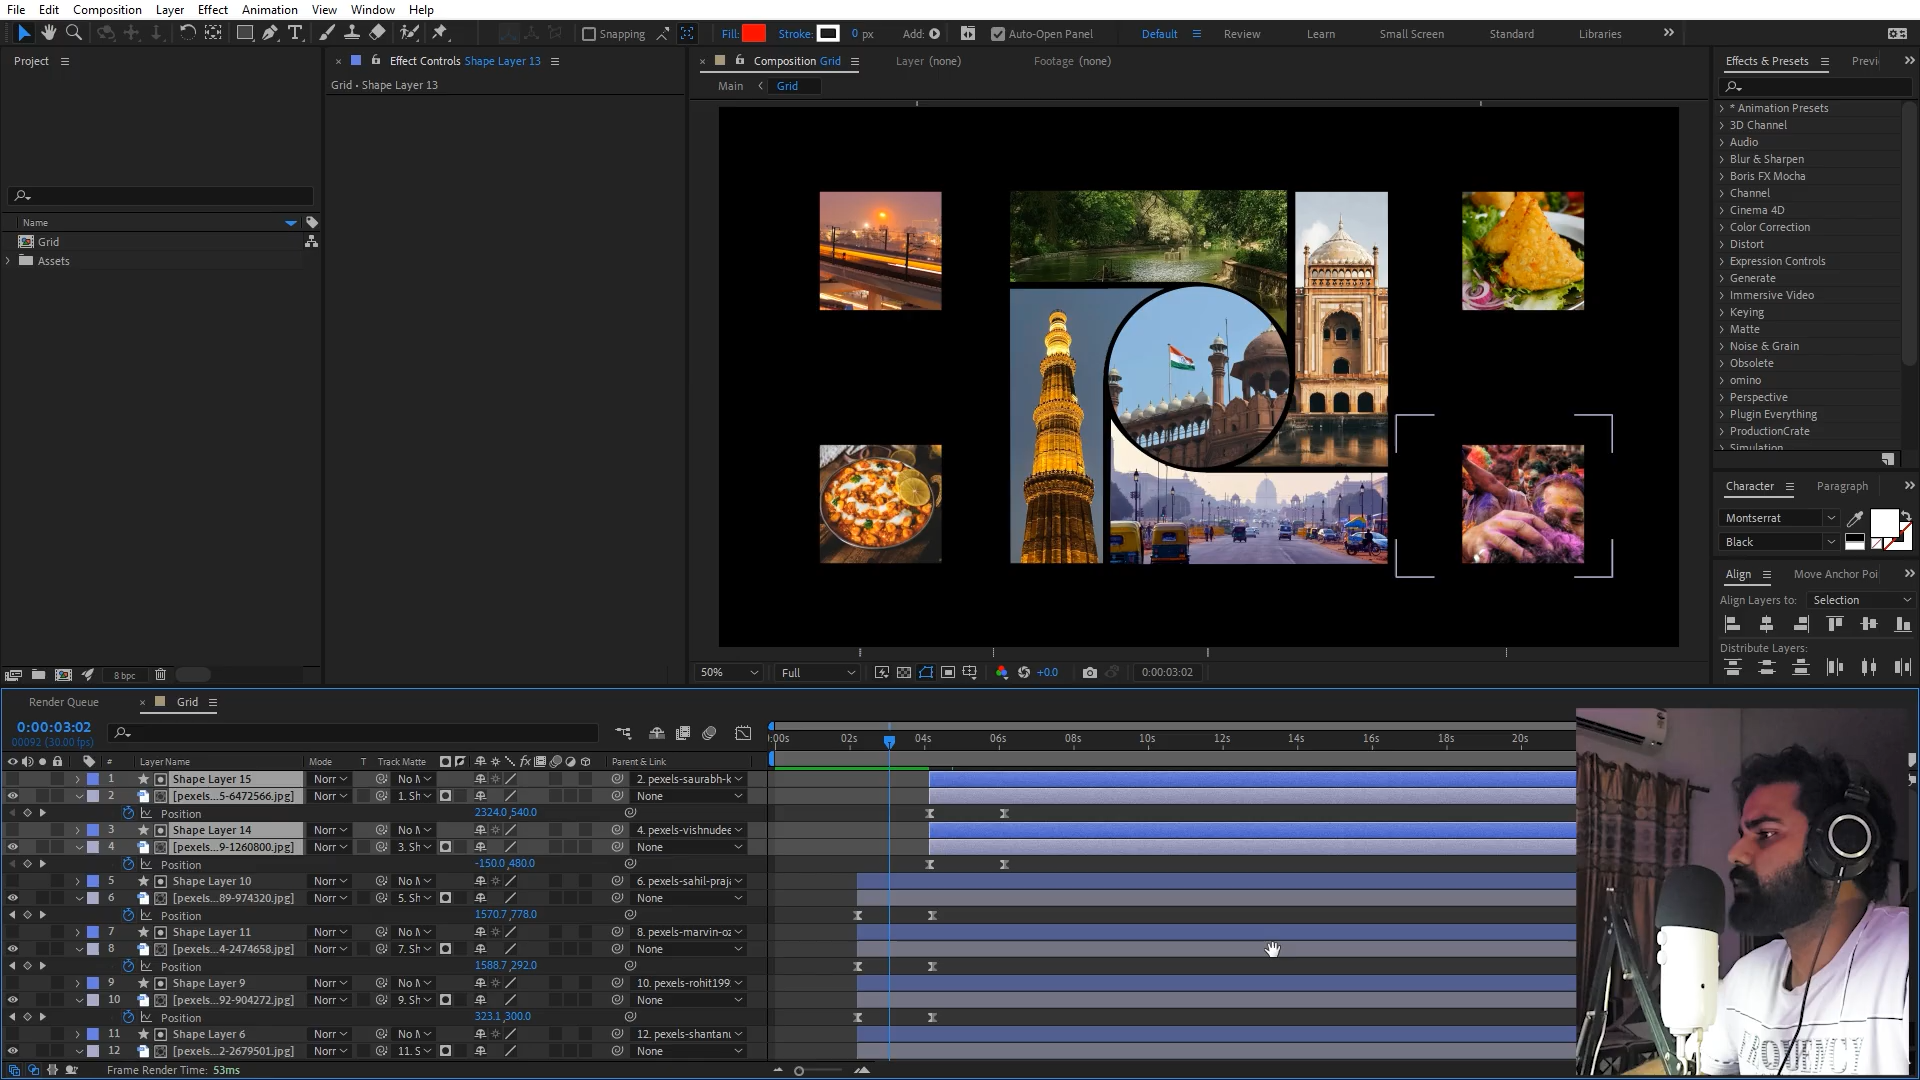 File Edit Composition Layer Effect Animation View Window Help
Snapping Fill: Stroke: 0 px Add: Auto-Open Panel Default Review Learn Small Screen Standard Libraries
Project
Effect Controls Shape Layer 13
Composition Grid
Layer (none)
Footage (none)
Effects & Presets
Previ
Grid • Shape Layer 13
Main Grid
* Animation Presets
3D Channel
Audio
Blur & Sharpen
Boris FX Mocha
Channel
Cinema 4D
Color Correction
Distort
Expression Controls
Generate
Immersive Video
Keying
Matte
Noise & Grain
Obsolete
omino
Perspective
Plugin Everything
ProductionCrate
Simulation
Name
Grid
Assets
Character Paragraph
Montserrat
Black
Align Move Anchor Poi
Align Layers to: Selection
Distribute Layers:
8 bpc
50% Full +0.0 0:00:03:02
Render Queue Grid
0:00:03:02
00092 (30.00 fps)
# Layer Name Mode T Track Matte fx Parent & Link
:00s 02s 04s 06s 08s 10s 12s 14s 16s 18s 20s
1 Shape Layer 15 Norr No M 2. pexels-saurabh-k
2 [pexels...5-6472566.jpg] Norr 1. Sh None
Position 2324.0,540.0
3 Shape Layer 14 Norr No M 4. pexels-vishnudee
4 [pexels...9-1260800.jpg] Norr 3. Sh None
Position -150.0,480.0
5 Shape Layer 10 Norr No M 6. pexels-sahil-praja
6 [pexels...89-974320.jpg] Norr 5. Sh None
Position 1570.7,778.0
7 Shape Layer 11 Norr No M 8. pexels-marvin-oz
8 [pexels...4-2474658.jpg] Norr 7. Sh None
Position 1588.7,292.0
9 Shape Layer 9 Norr No M 10. pexels-rohit199
10 [pexels...92-904272.jpg] Norr 9. Sh None
Position 323.1,300.0
11 Shape Layer 6 Norr No M 12. pexels-shantanu
12 [pexels...2-2679501.jpg] Norr 11. S None
Frame Render Time: 53ms